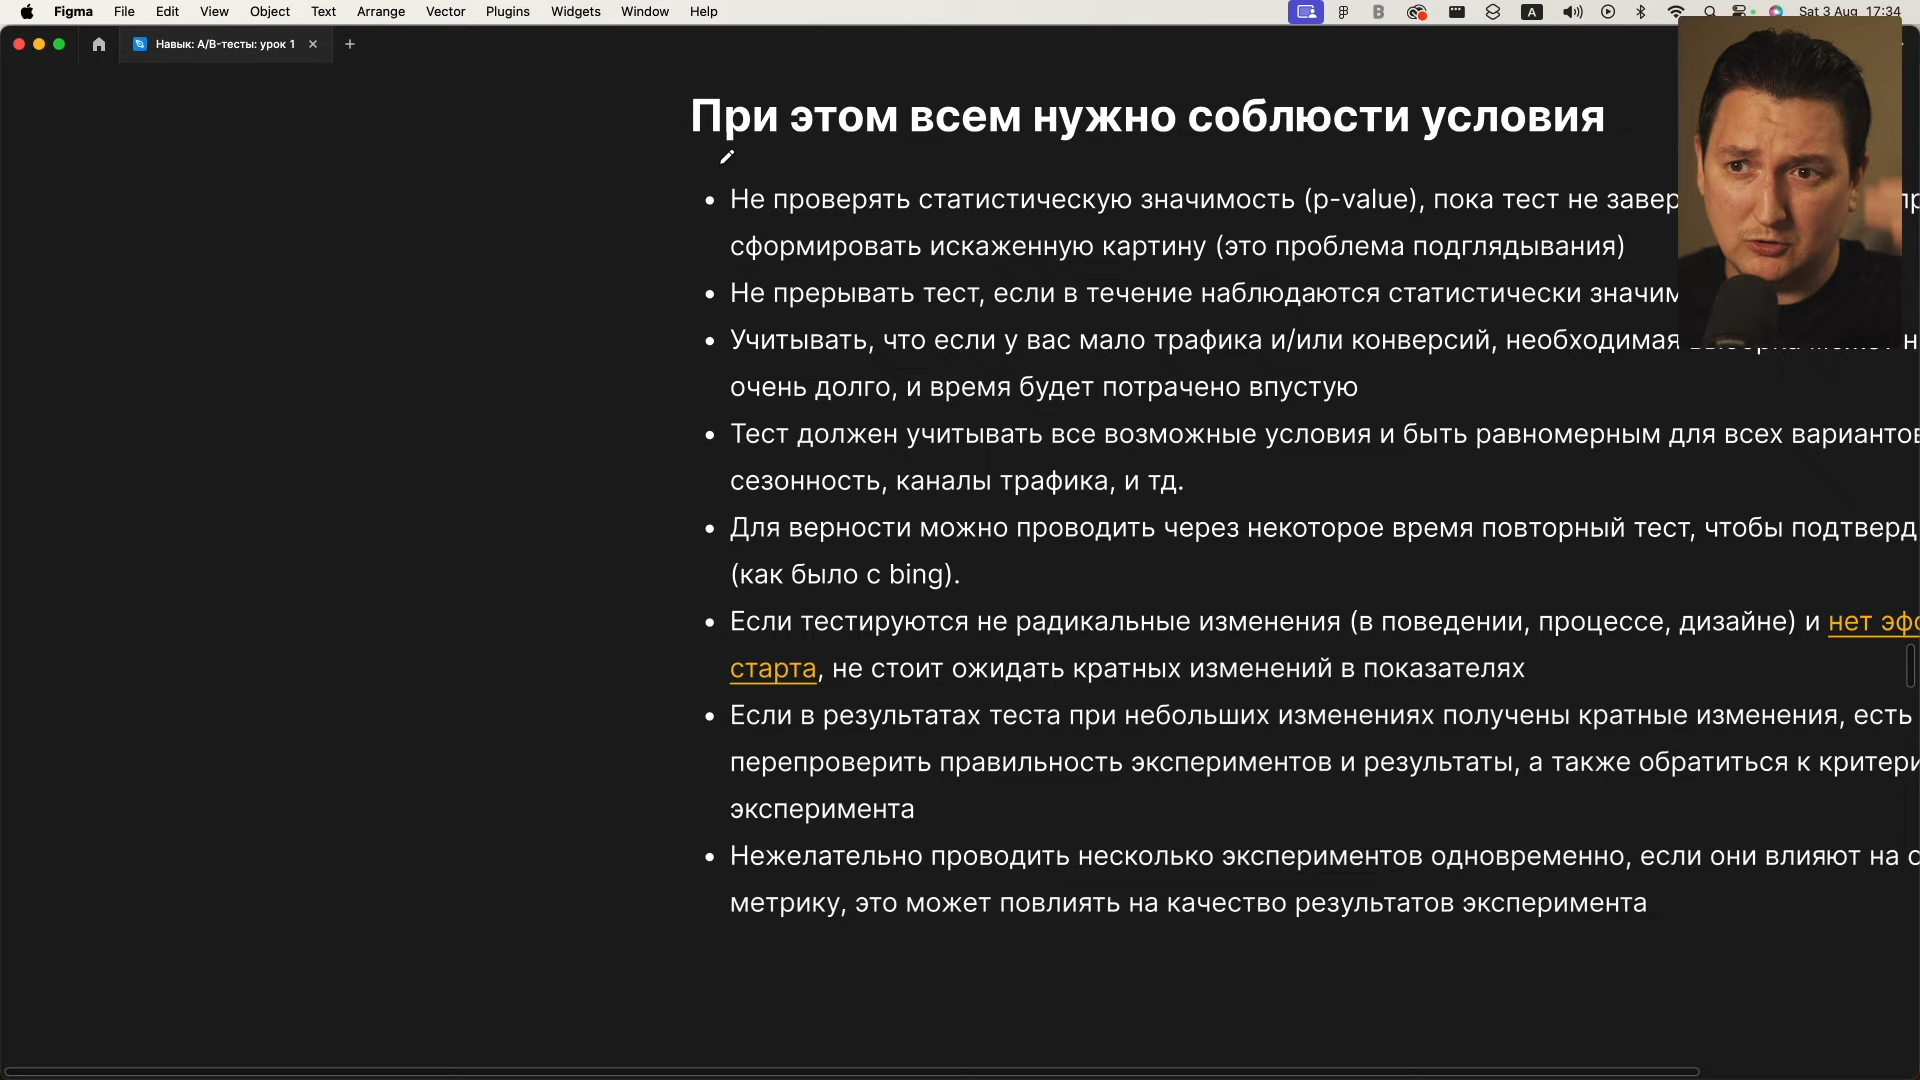 Figma File Edit View Object Text Arrange Vector Plugins Widgets Window Help A Sat 3 Aug 17:34
Навык: A/B-тесты: урок 1
При этом всем нужно соблюсти условия
• Не проверять статистическую значимость (p-value), пока тест не завер
сформировать искаженную картину (это проблема подглядывания)
• Не прерывать тест, если в течение наблюдаются статистически значим
• Учитывать, что если у вас мало трафика и/или конверсий, необходимая
очень долго, и время будет потрачено впустую
• Тест должен учитывать все возможные условия и быть равномерным для всех вариантов
сезонность, каналы трафика, и тд.
• Для верности можно проводить через некоторое время повторный тест, чтобы подтверд
(как было с bing).
• Если тестируются не радикальные изменения (в поведении, процессе, дизайне) и нет эфф
старта, не стоит ожидать кратных изменений в показателях
• Если в результатах теста при небольших изменениях получены кратные изменения, есть
перепроверить правильность экспериментов и результаты, а также обратиться к критери
эксперимента
• Нежелательно проводить несколько экспериментов одновременно, если они влияют на о
метрику, это может повлиять на качество результатов эксперимента